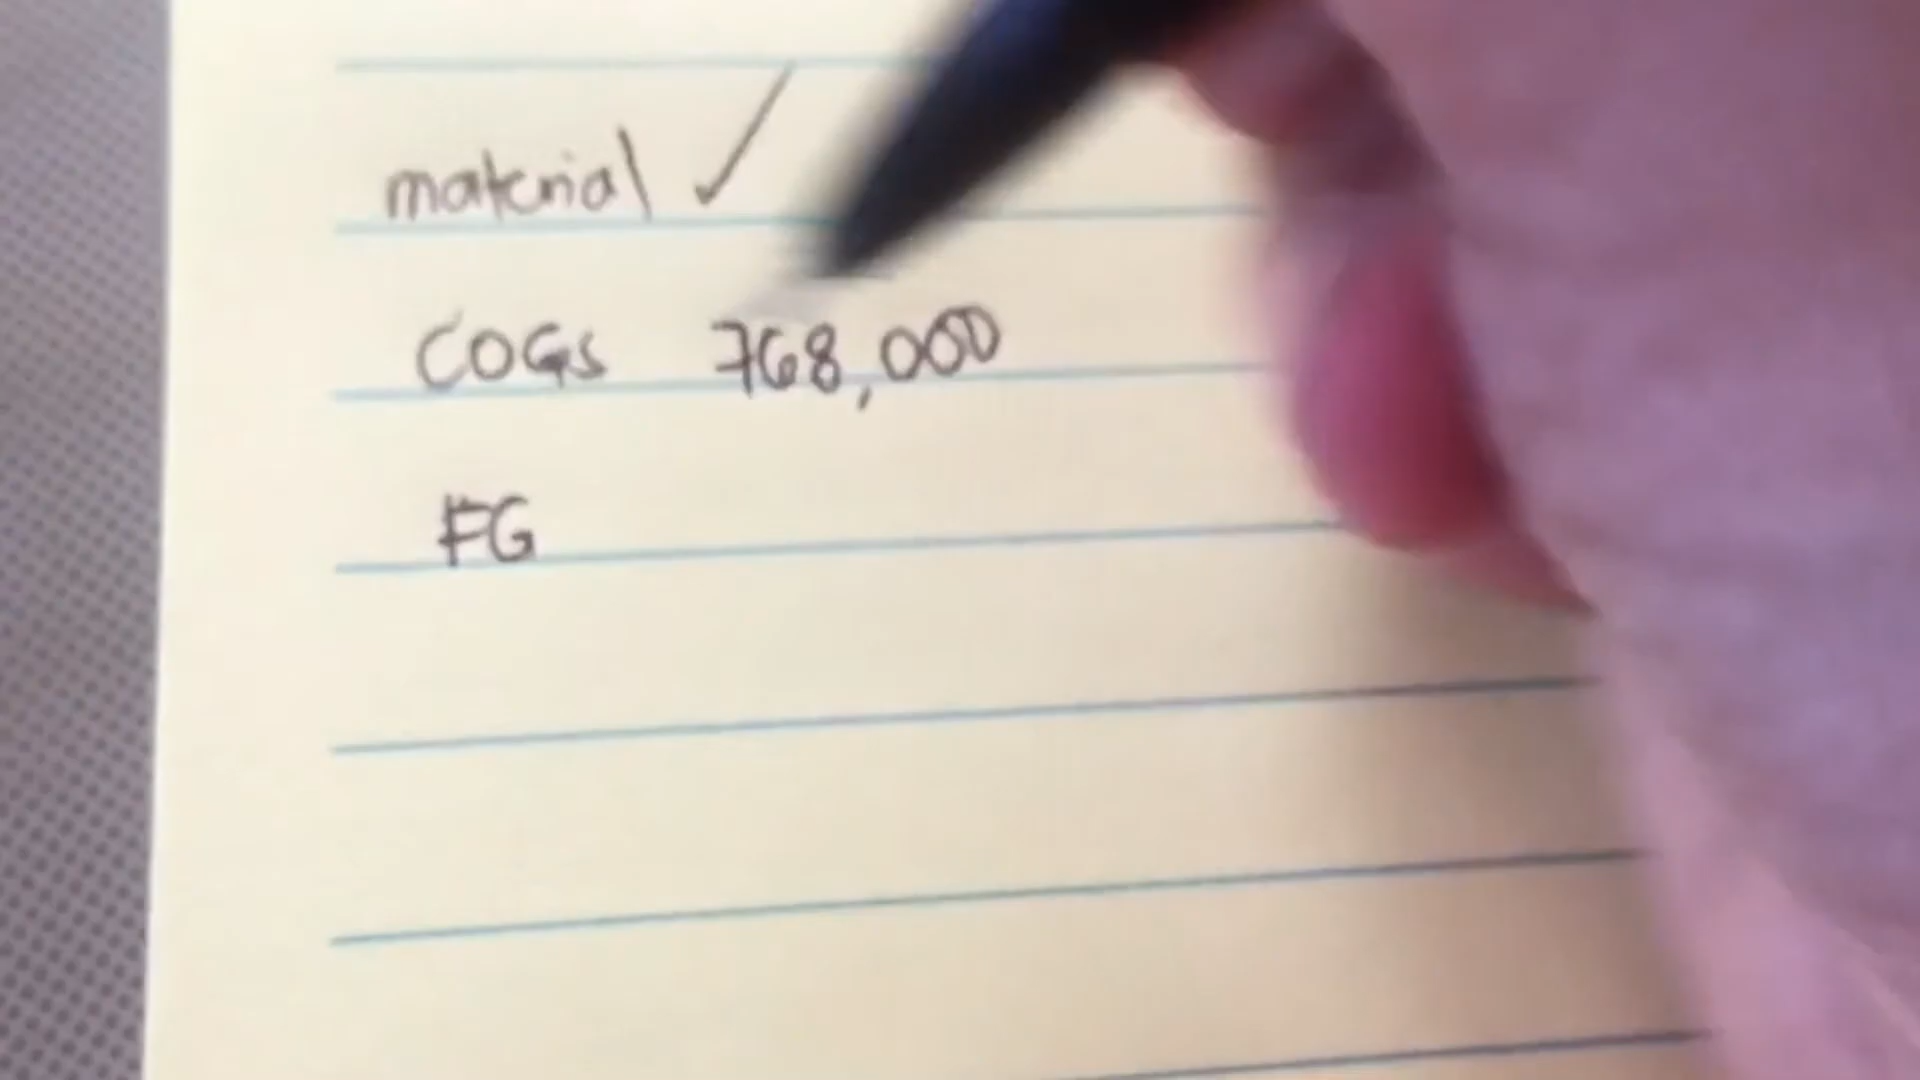 material ✓
COGS 768,000
FG